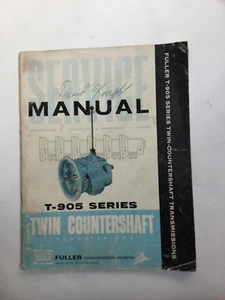 SERVICE
MANUAL
T-905 SERIES
TWIN COUNTERSHAFT
TRANSMISSIONS
FULLER
FULLER T-905 SERIES TWIN-COUNTERSHAFT TRANSMISSIONS